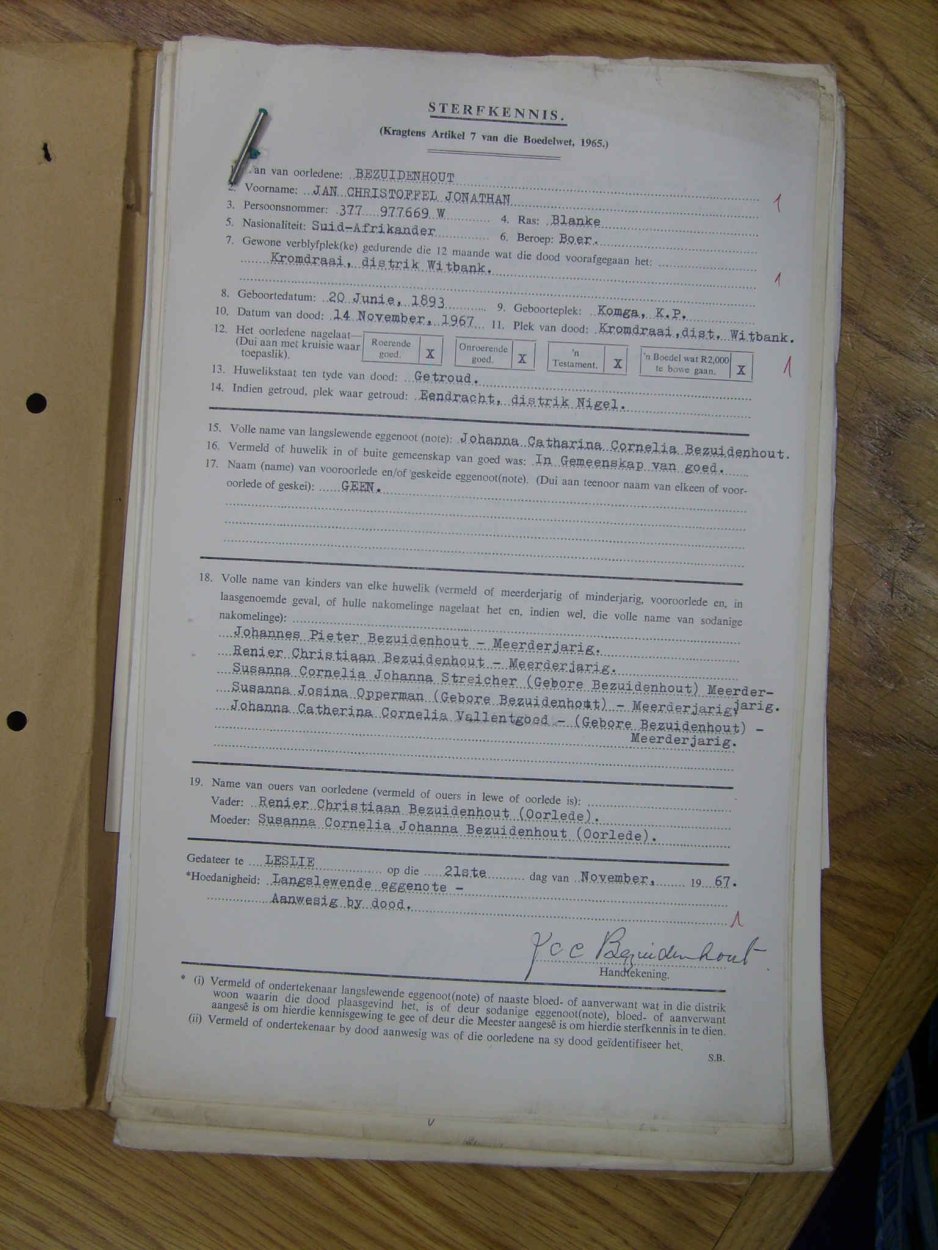 STERFKENNIS.
(Kragtens Artikel 7 van die Boedelwet, 1965.)
an van oorledene: BEZUIDENHOUT
2. Voorname: JAN CHRISTOFFEL JONATHAN
3. Persoonsnommer: 377 977669 W 4. Ras: Blanke
5. Nasionaliteit: Suid-Afrikander 6. Beroep: Boer.
7. Gewone verblyfplek(ke) gedurende die 12 maande wat die dood voorafgegaan het:
Kromdraai, distrik Witbank.
8. Geboortedatum: 20 Junie, 1893 9. Geboorteplek: Komga, K.P.
10. Datum van dood: 14 November, 1967 11. Plek van dood: Kromdraai, dist. Witbank.
12. Het oorledene nagelaat (Dui aan met kruisie waar toepaslik). Roerende goed. X Onroerende goed. X 'n Testament. X 'n Boedel wat R2,000 te bowe gaan. X
13. Huwelikstaat ten tyde van dood: Getroud.
14. Indien getroud, plek waar getroud: Eendracht, distrik Nigel.
15. Volle name van langslewende eggenoot (note): Johanna Catharina Cornelia Bezuidenhout.
16. Vermeld of huwelik in of buite gemeenskap van goed was: In Gemeenskap van goed.
17. Naam (name) van vooroorlede en/of geskeide eggenoot(note). (Dui aan teenoor naam van elkeen of voor-
oorlede of geskei): GEEN.
18. Volle name van kinders van elke huwelik (vermeld of meerderjarig of minderjarig, vooroorlede en, in
laasgenoemde geval, of hulle nakomelinge nagelaat het en, indien wel, die volle name van sodanige
nakomelinge):
Johannes Pieter Bezuidenhout - Meerderjarig.
Renier Christiaan Bezuidenhout - Meerderjarig.
Susanna Cornelia Johanna Streicher (Gebore Bezuidenhout) Meerder-
jarig.
Susanna Josina Opperman (Gebore Bezuidenhout) - Meerderjarig,
Johanna Catherina Cornelia Vallentgoed - (Gebore Bezuidenhout) -
Meerderjarig.
19. Name van ouers van oorledene (vermeld of ouers in lewe of oorlede is):
Vader: Renier Christiaan Bezuidenhout (Oorlede).
Moeder: Susanna Cornelia Johanna Bezuidenhout (Oorlede).
Gedateer te LESLIE op die 21ste dag van November, 19 67.
*Hoedanigheid: Langslewende eggenote -
Aanwesig by dood.
J C C Bezuidenhout
Handtekening.
* (i) Vermeld of ondertekenaar langslewende eggenoot(note) of naaste bloed- of aanverwant wat in die distrik
woon waarin die dood plaasgevind het, is of deur sodanige eggenoot(note), bloed- of aanverwant
aangesê is om hierdie kennisgewing te gee of deur die Meester aangesê is om hierdie sterfkennis in te dien.
(ii) Vermeld of ondertekenaar by dood aanwesig was of die oorledene na sy dood geïdentifiseer het.
S.B.